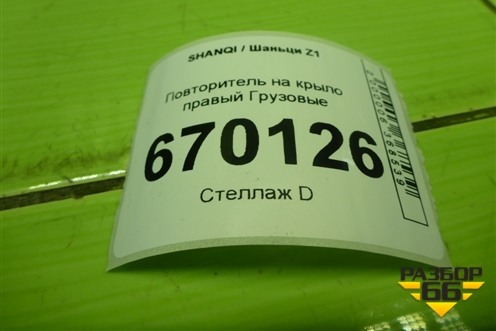 SHANQI / Шаньци Z1
Повторитель на крыло
правый Грузовые
670126
Стеллаж D
РАЗБОР
66